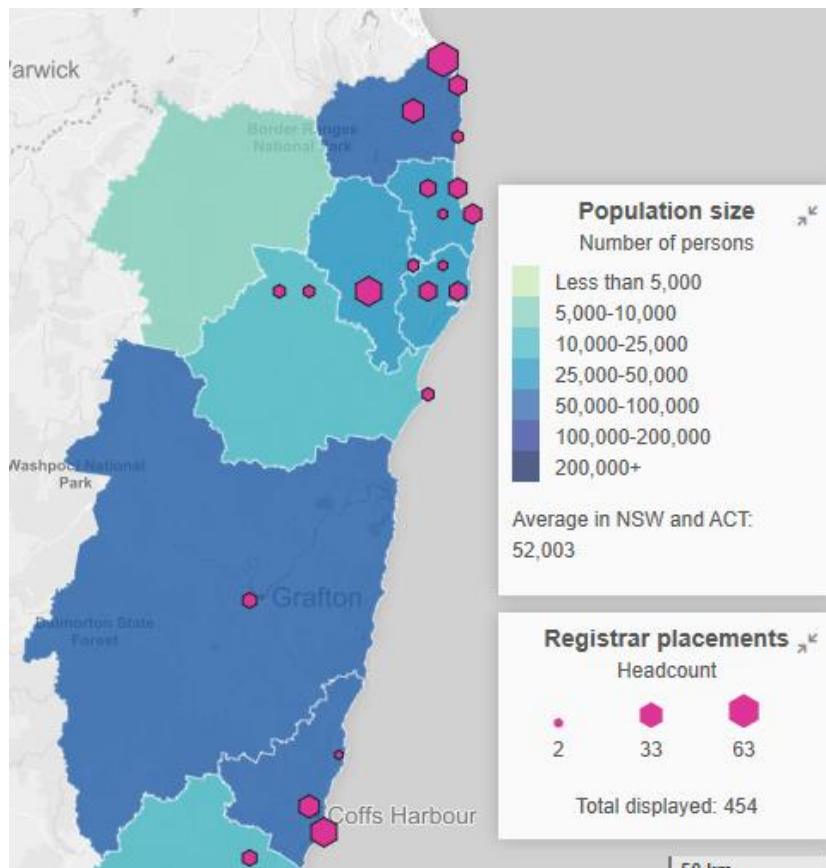 arwick
Border Ranges
National Park
Population size
Number of persons
Less than 5,000
5,000-10,000
10,000-25,000
25,000-50,000
50,000-100,000
100,000-200,000
200,000+
Average in NSW and ACT:
52,003
Washpool National
Park
Grafton
Dalmorton State
Forest
Registrar placements
Headcount
2
33
63
Total displayed: 454
Coffs Harbour
50 km